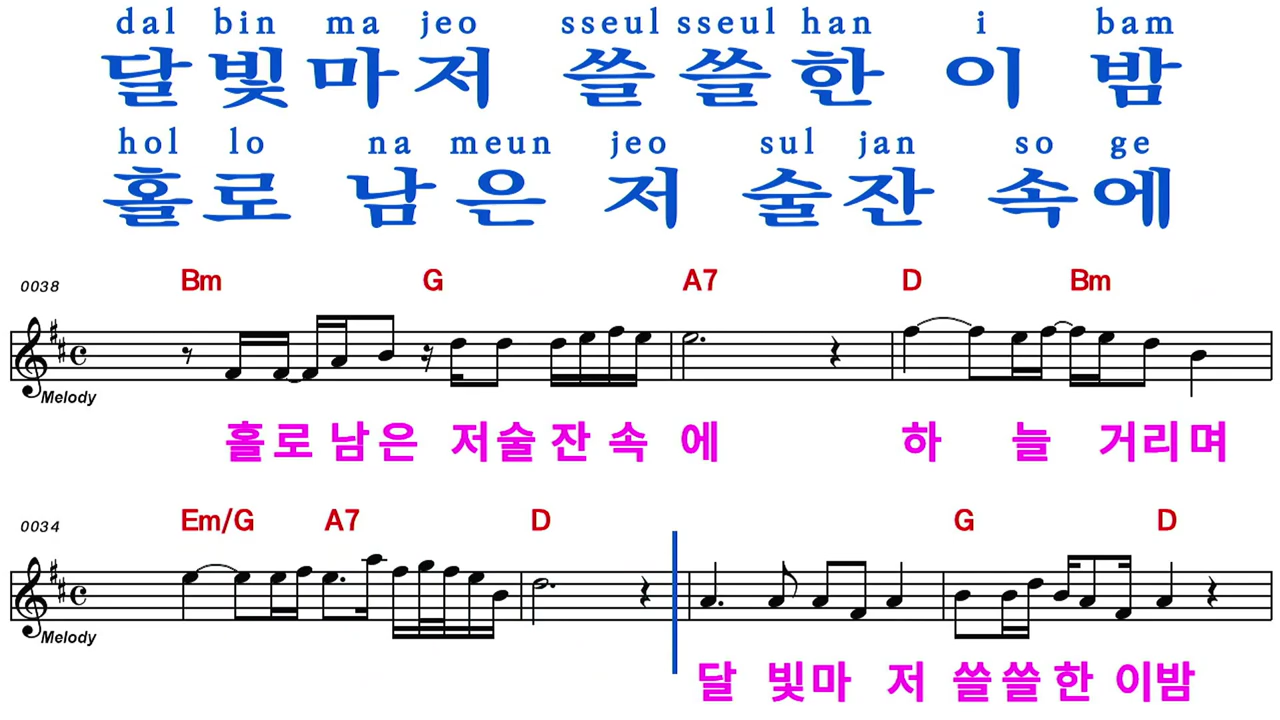 dal bin ma jeo sseul sseul han i bam
달빛마저 쓸쓸한 이 밤
hol lo na meun jeo sul jan so ge
홀로 남은 저 술잔 속에
0038 Bm G A7 D Bm
Melody
홀로 남은 저술 잔 속 에 하 늘 거리며
0034 Em/G A7 D G D
Melody
달 빛마 저 쓸쓸한 이밤